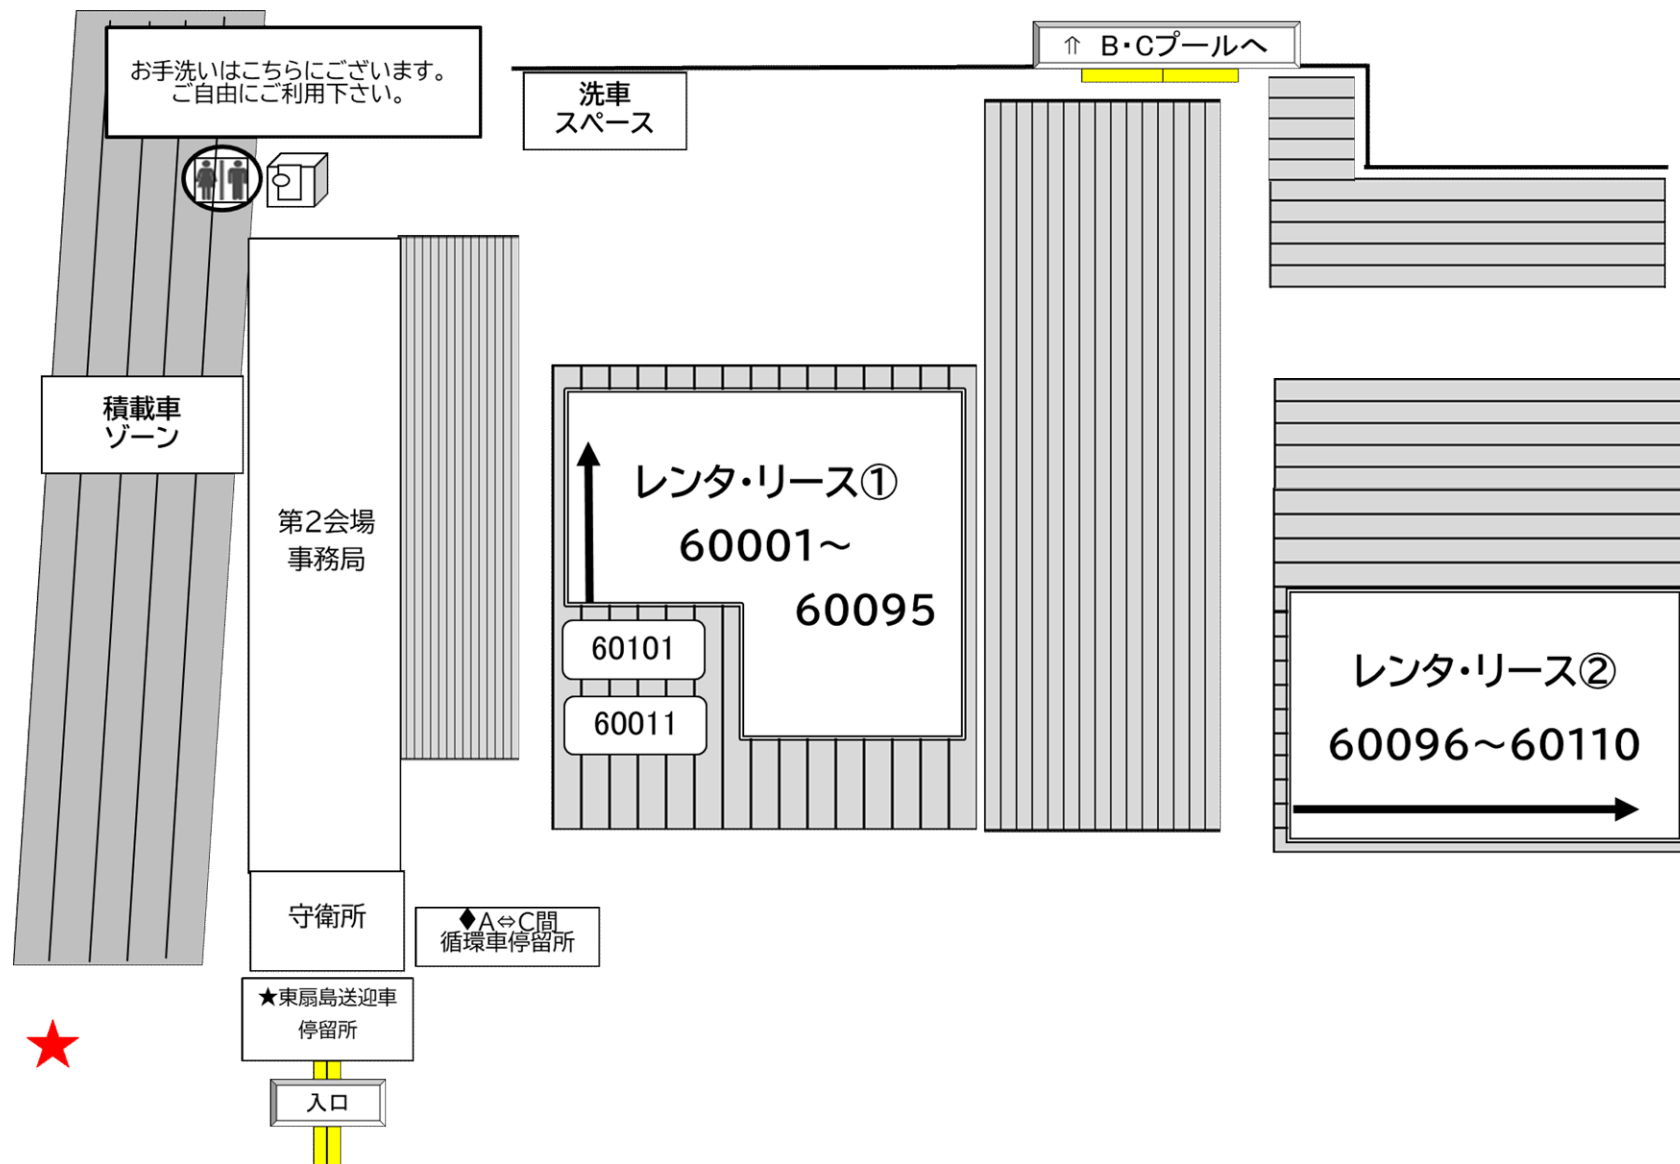 ⇑ B・Cプールへ
お手洗いはこちらにございます。
ご自由にご利用下さい。
洗車
スペース
積載車
ゾーン
第2会場
事務局
レンタ・リース①
60001～
60095
60101
60011
レンタ・リース②
60096～60110
守衛所
◆A⇔C間
循環車停留所
★東扇島送迎車
停留所
入口